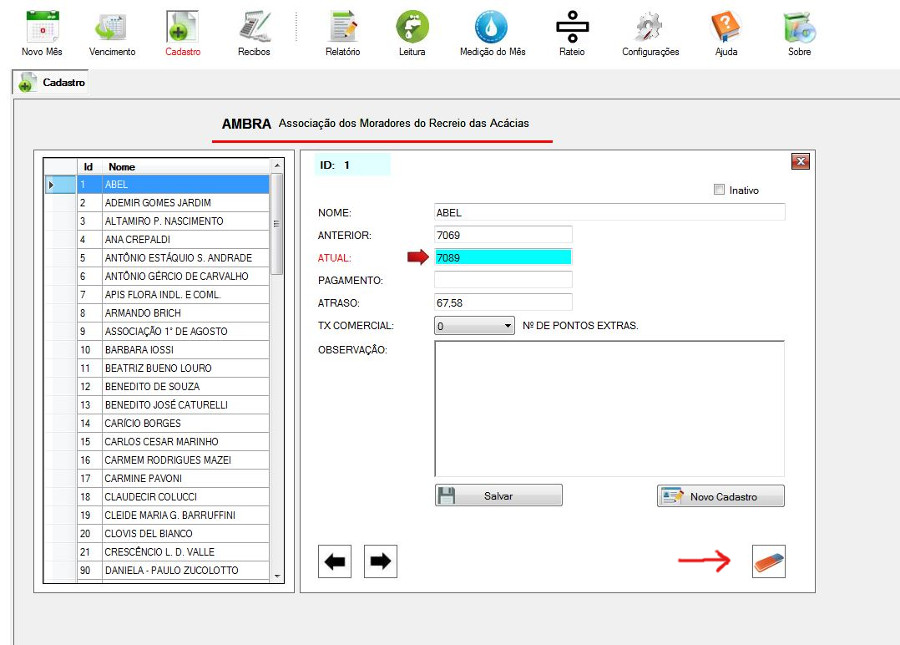 Novo Mês Vencimento Cadastro Recibos Relatório Leitura Medição do Mês Rateio Configurações Ajuda Sobre
Cadastro
AMBRA Associação dos Moradores do Recreio das Acácias
Id Nome
1 ABEL
2 ADEMIR GOMES JARDIM
3 ALTAMIRO P. NASCIMENTO
4 ANA CREPALDI
5 ANTÔNIO ESTÁQUIO S. ANDRADE
6 ANTÔNIO GÉRCIO DE CARVALHO
7 APIS FLORA INDL. E COML.
8 ARMANDO BRICH
9 ASSOCIAÇÃO 1° DE AGOSTO
10 BARBARA IOSSI
11 BEATRIZ BUENO LOURO
12 BENEDITO DE SOUZA
13 BENEDITO JOSÉ CATURELLI
14 CARÍCIO BORGES
15 CARLOS CESAR MARINHO
16 CARMEM RODRIGUES MAZEI
17 CARMINE PAVONI
18 CLAUDECIR COLUCCI
19 CLEIDE MARIA G. BARRUFFINI
20 CLOVIS DEL BIANCO
21 CRESCÊNCIO L. D. VALLE
90 DANIELA - PAULO ZUCOLOTTO
ID: 1
Inativo
NOME: ABEL
ANTERIOR: 7069
ATUAL: 7089
PAGAMENTO:
ATRASO: 67,58
TX COMERCIAL: 0 Nº DE PONTOS EXTRAS.
OBSERVAÇÂO:
Salvar Novo Cadastro